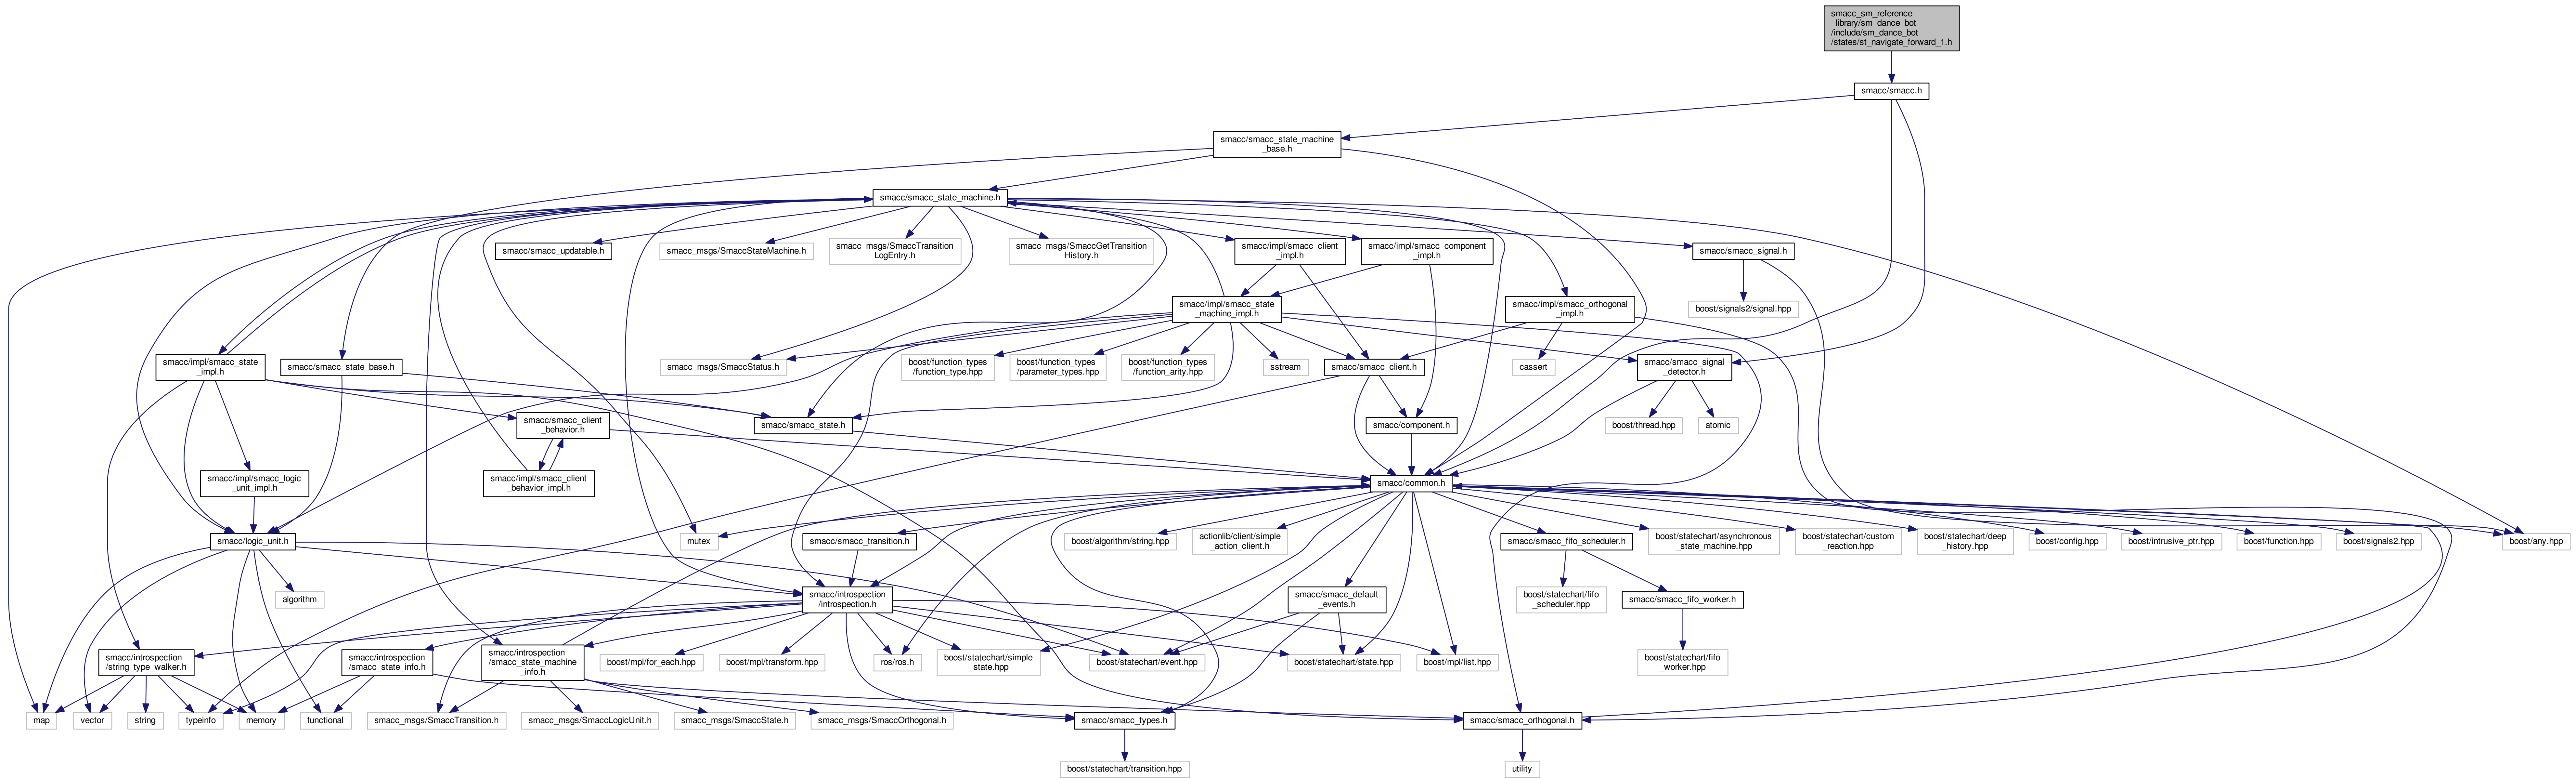 smacc_sm_reference
_library/sm_dance_bot
/include/sm_dance_bot
/states/st_navigate_forward_1.h
smacc/smacc.h
smacc/smacc_state_machine
_base.h
smacc/smacc_state_machine.h
smacc/smacc_updatable.h
smacc_msgs/SmaccStateMachine.h
smacc_msgs/SmaccTransition
LogEntry.h
smacc_msgs/SmaccGetTransition
History.h
smacc/impl/smacc_client
_impl.h
smacc/impl/smacc_component
_impl.h
smacc/smacc_signal.h
smacc/impl/smacc_state
_machine_impl.h
smacc/impl/smacc_orthogonal
_impl.h
boost/signals2/signal.hpp
smacc/impl/smacc_state
_impl.h
smacc/smacc_state_base.h
smacc_msgs/SmaccStatus.h
boost/function_types
/function_type.hpp
boost/function_types
/parameter_types.hpp
boost/function_types
/function_arity.hpp
sstream
smacc/smacc_client.h
cassert
smacc/smacc_signal
_detector.h
smacc/smacc_client
_behavior.h
smacc/smacc_state.h
smacc/component.h
boost/thread.hpp
atomic
smacc/impl/smacc_logic
_unit_impl.h
smacc/impl/smacc_client
_behavior_impl.h
smacc/common.h
smacc/logic_unit.h
mutex
smacc/smacc_transition.h
boost/algorithm/string.hpp
actionlib/client/simple
_action_client.h
smacc/smacc_fifo_scheduler.h
boost/statechart/asynchronous
_state_machine.hpp
boost/statechart/custom
_reaction.hpp
boost/statechart/deep
_history.hpp
boost/config.hpp
boost/intrusive_ptr.hpp
boost/function.hpp
boost/signals2.hpp
boost/any.hpp
algorithm
smacc/introspection
/introspection.h
smacc/smacc_default
_events.h
boost/statechart/fifo
_scheduler.hpp
smacc/smacc_fifo_worker.h
smacc/introspection
/string_type_walker.h
smacc/introspection
/smacc_state_info.h
smacc/introspection
/smacc_state_machine
_info.h
boost/mpl/for_each.hpp
boost/mpl/transform.hpp
ros/ros.h
boost/statechart/simple
_state.hpp
boost/statechart/event.hpp
boost/statechart/state.hpp
boost/mpl/list.hpp
boost/statechart/fifo
_worker.hpp
map
vector
string
typeinfo
memory
functional
smacc_msgs/SmaccTransition.h
smacc_msgs/SmaccLogicUnit.h
smacc_msgs/SmaccState.h
smacc_msgs/SmaccOrthogonal.h
smacc/smacc_types.h
smacc/smacc_orthogonal.h
boost/statechart/transition.hpp
utility